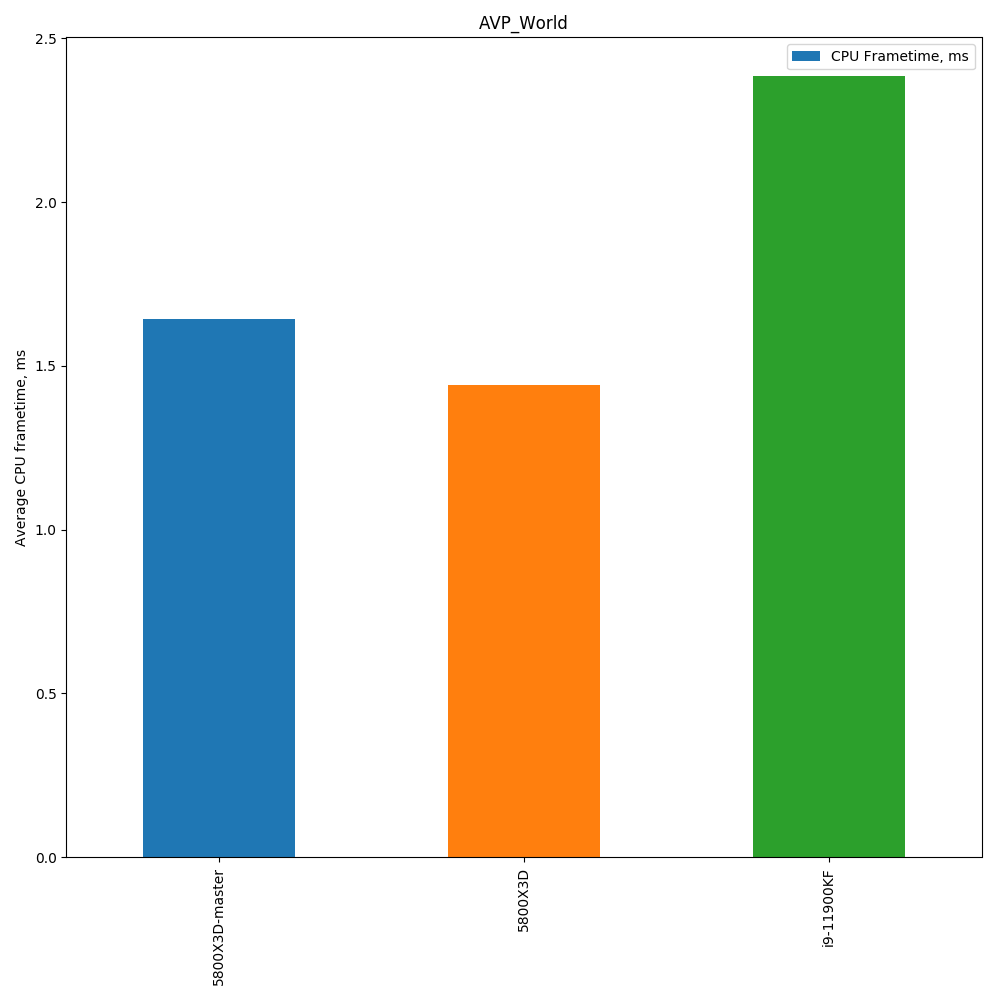 AVP_World
CPU Frametime, ms
2.5
2.0
1.5
1.0
0.5
0.0
Average CPU frametime, ms
5800X3D-master
5800X3D
i9-11900KF